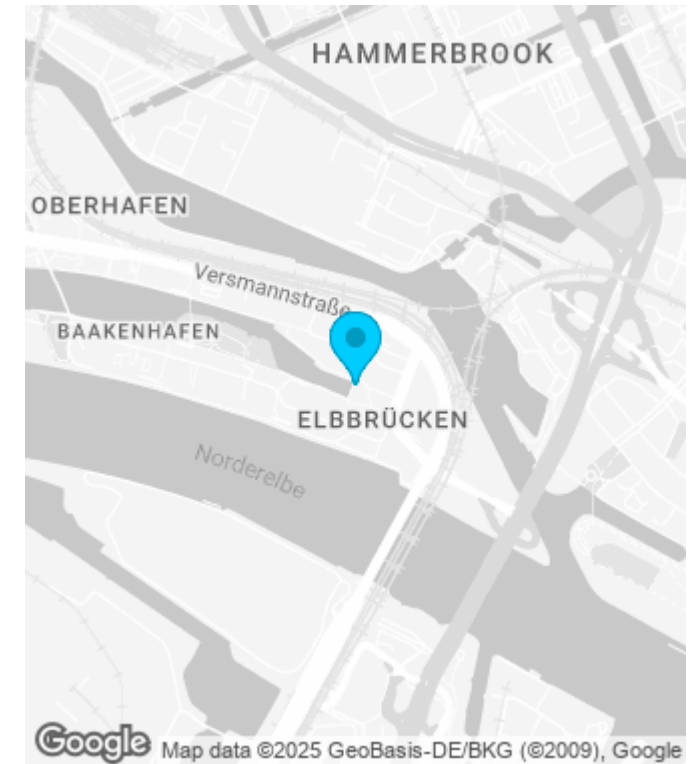 HAMMERBROOK
OBERHAFEN
Versmannstraße
BAAKENHAFEN
ELBBRÜCKEN
Norderelbe
Google Map data ©2025 GeoBasis-DE/BKG (©2009), Google